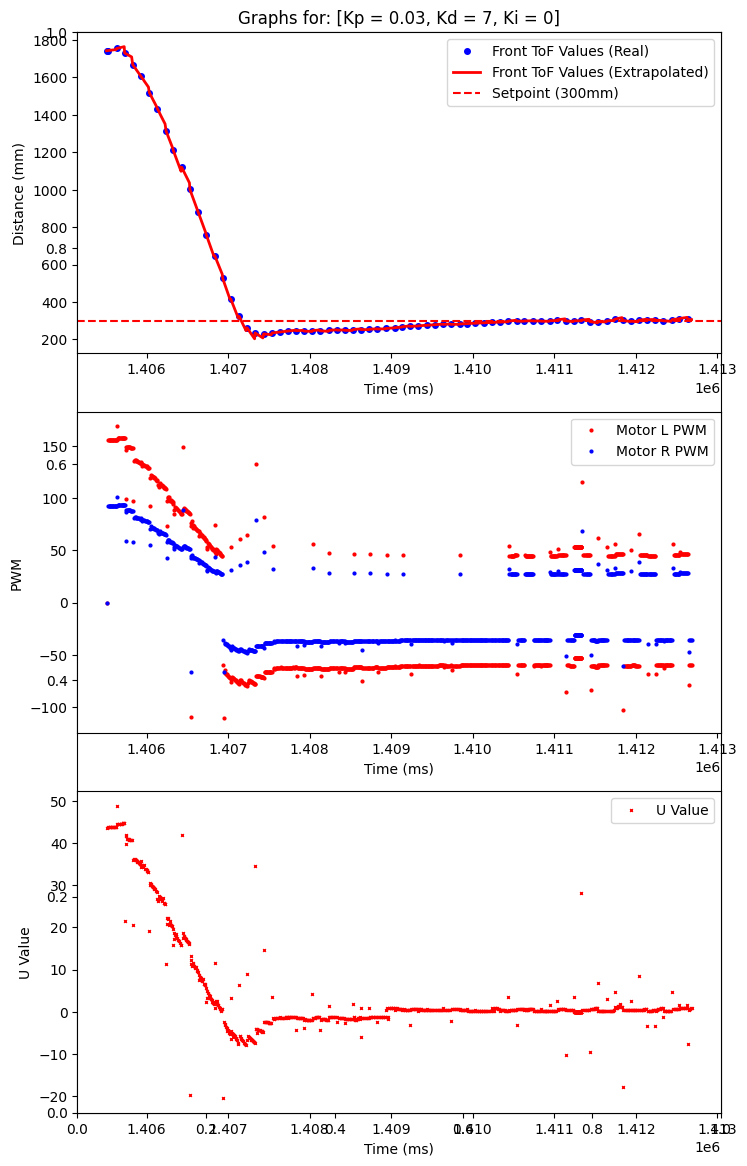 Graphs for: [Kp = 0.03, Kd = 7, Ki = 0]
1.0
1800
1600
1400
1200
1000
0.8
600
400
200
Distance (mm)
Front ToF Values (Real)
Front ToF Values (Extrapolated)
Setpoint (300mm)
1.406 1.407 1.408 1.409 1.410 1.411 1.412 1.413
1e6
Time (ms)
150
0.6
100
50
0
−50
0.4
−100
PWM
Motor L PWM
Motor R PWM
1.406 1.407 1.408 1.409 1.410 1.411 1.412 1.413
1e6
Time (ms)
50
40
30
0.2
20
10
0
−10
−20
0.0
U Value
U Value
0.0 1.406 0.2 1.407 1.408 0.4 1.409 0.6 1.410 1.411 0.8 1.412 1.413 1.0
1e6
Time (ms)